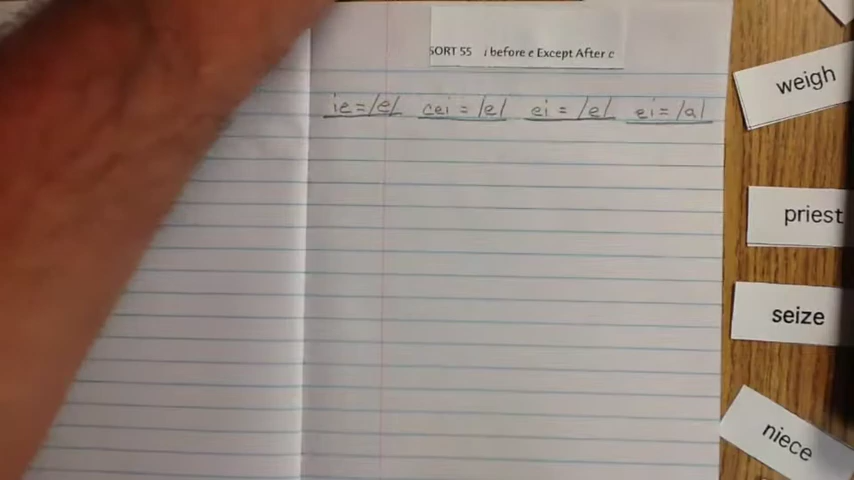 SORT 55 i before e Except After c
ie = /e/ cei = /e/ ei = /e/ ei = /a/
weigh
priest
seize
niece